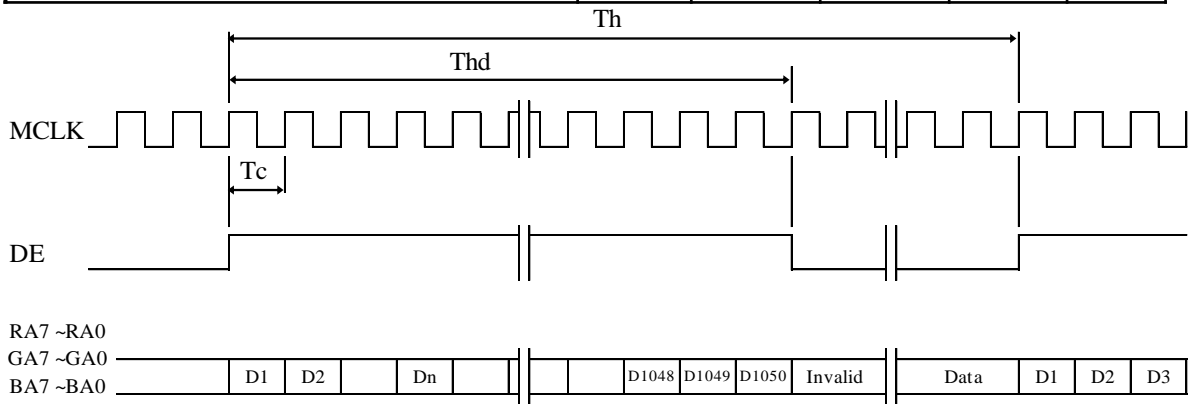 Th
Thd
MCLK
Tc
DE
RA7 ~RA0
GA7 ~GA0
BA7 ~BA0
D1 D2 Dn D1048 D1049 D1050 Invalid Data D1 D2 D3